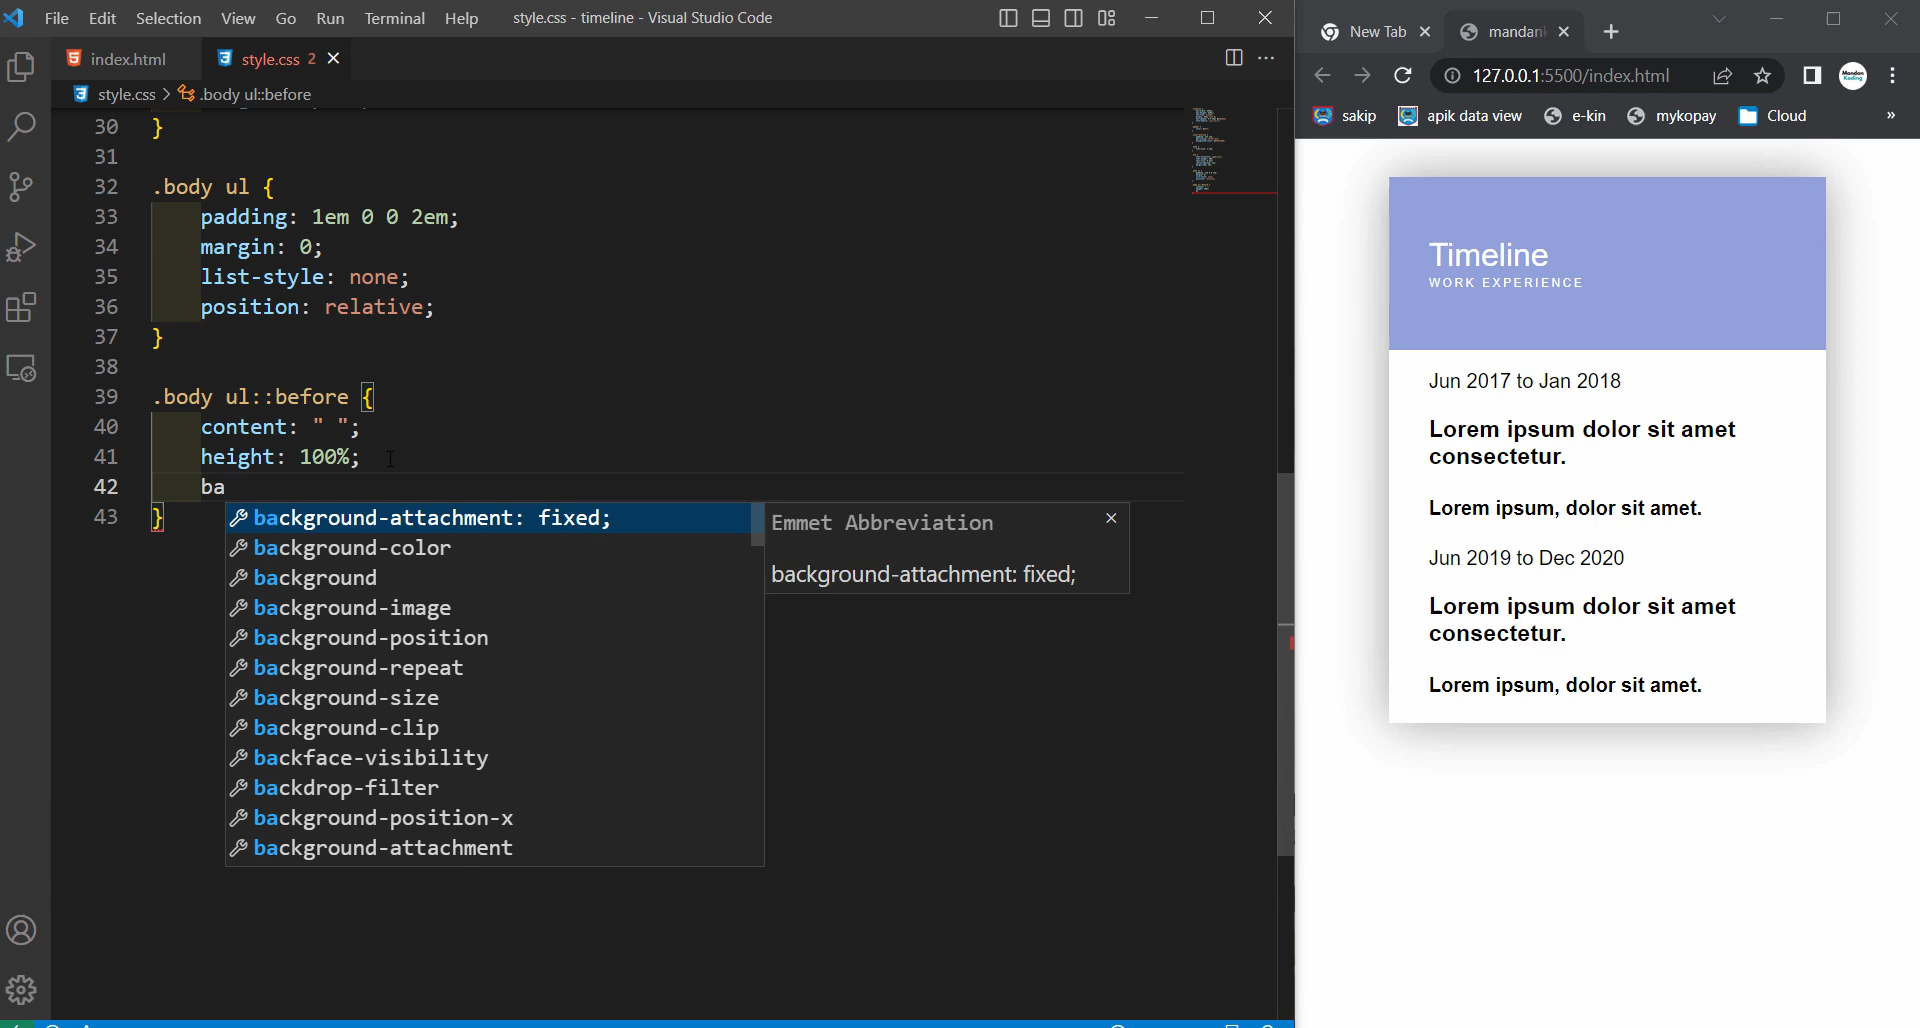 File Edit Selection View Go Run Terminal Help style.css - timeline - Visual Studio Code
index.html style.css 2
style.css > .body ul::before
30 }
31
32 .body ul {
33 padding: 1em 0 0 2em;
34 margin: 0;
35 list-style: none;
36 position: relative;
37 }
38
39 .body ul::before {
40 content: " ";
41 height: 100%;
42 ba
43 }
background-attachment: fixed;
background-color
background
background-image
background-position
background-repeat
background-size
background-clip
backface-visibility
backdrop-filter
background-position-x
background-attachment
Emmet Abbreviation
background-attachment: fixed;
New Tab mandank
127.0.0.1:5500/index.html
Mandan
Koding
sakip apik data view e-kin mykopay Cloud »
Timeline
WORK EXPERIENCE
Jun 2017 to Jan 2018
Lorem ipsum dolor sit amet
consectetur.
Lorem ipsum, dolor sit amet.
Jun 2019 to Dec 2020
Lorem ipsum dolor sit amet
consectetur.
Lorem ipsum, dolor sit amet.